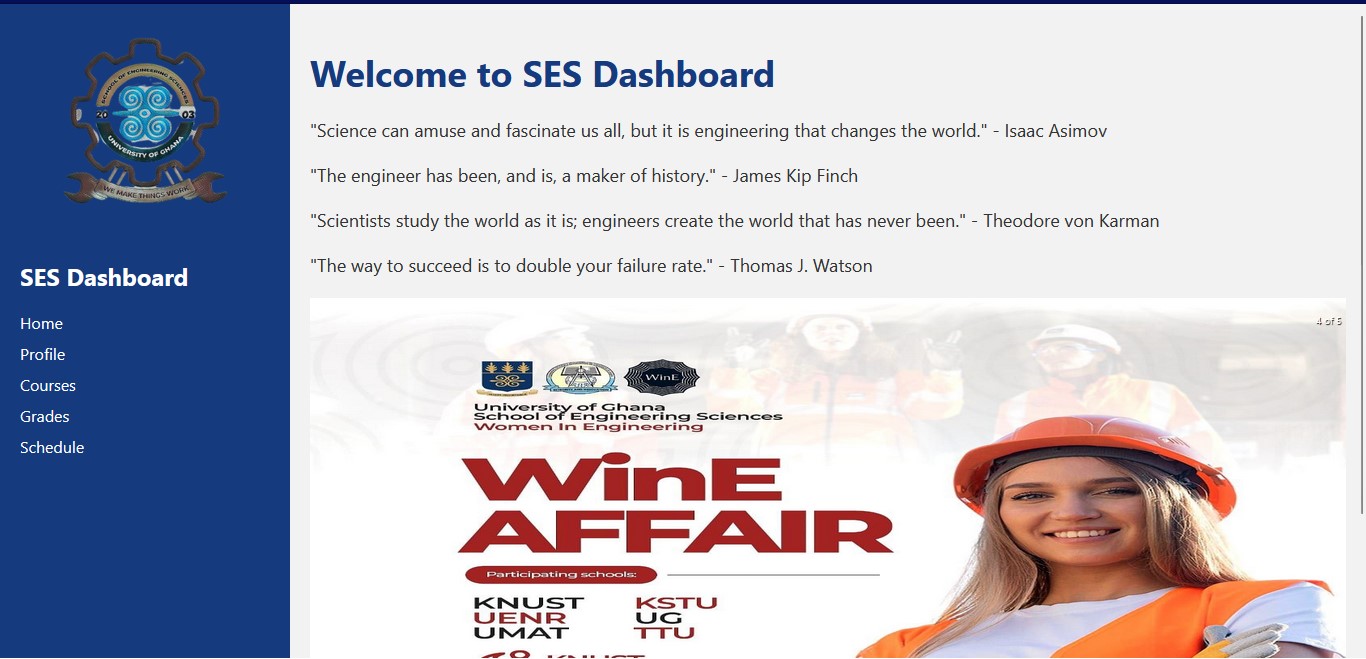 SCHOOL OF ENGINEERING SCIENCES
20 03
UNIVERSITY OF GHANA
WE MAKE THINGS WORK
SES Dashboard
Home
Profile
Courses
Grades
Schedule
Welcome to SES Dashboard
"Science can amuse and fascinate us all, but it is engineering that changes the world." - Isaac Asimov
"The engineer has been, and is, a maker of history." - James Kip Finch
"Scientists study the world as it is; engineers create the world that has never been." - Theodore von Karman
"The way to succeed is to double your failure rate." - Thomas J. Watson
4 of 5
WinE
University of Ghana
School of Engineering Sciences
Women In Engineering
WinE
AFFAIR
Participating schools:
KNUST KSTU
UENR UG
UMAT TTU